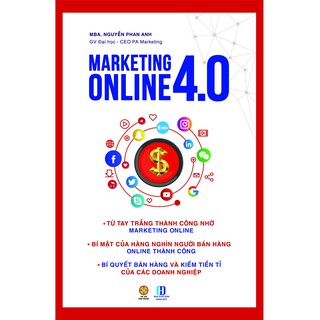 MBA. NGUYỄN PHAN ANH
GV Đại học - CEO PA Marketing
MARKETING
ONLINE 4.0
• TỪ TAY TRẮNG THÀNH CÔNG NHỜ
MARKETING ONLINE
• BÍ MẬT CỦA HÀNG NGHÌN NGƯỜI BÁN HÀNG
ONLINE THÀNH CÔNG
• BÍ QUYẾT BÁN HÀNG VÀ KIẾM TIỀN TỈ
CỦA CÁC DOANH NGHIỆP